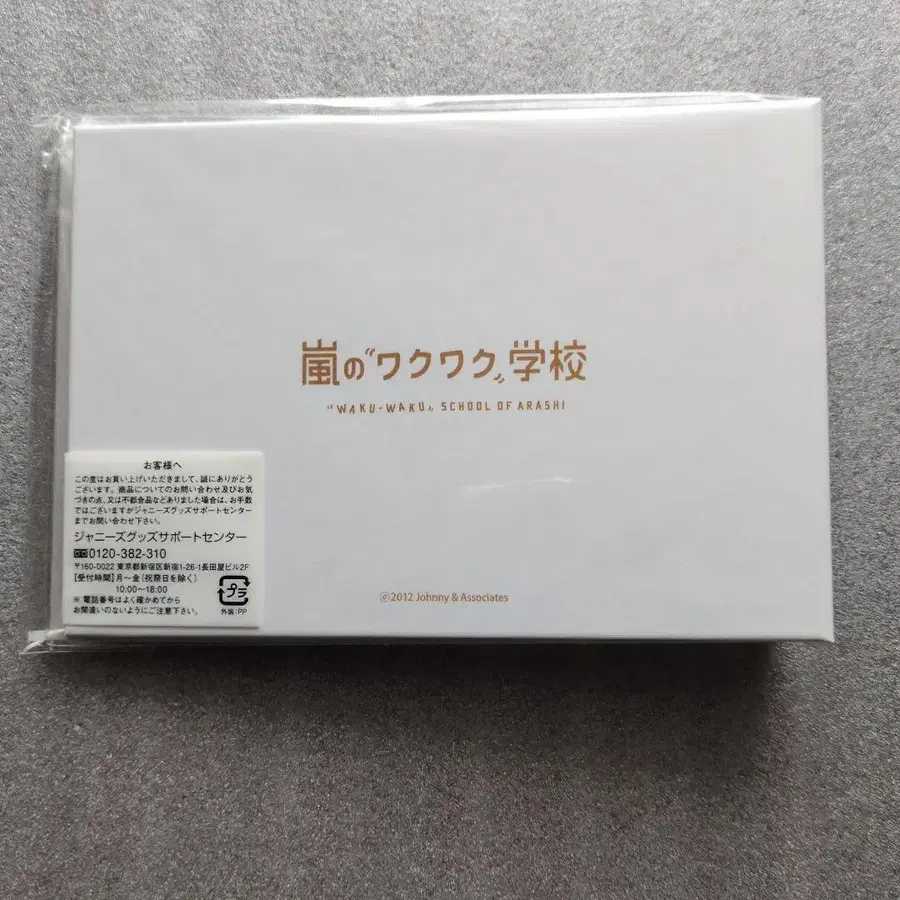 嵐の"ワクワク"学校
"WAKU-WAKU" SCHOOL OF ARASHI
お客様へ
この度はお買い上げいただきまして、誠にありがとう
ございます。商品についてのお問い合わせ及びお気
づきの点、又は不都合品などありました場合は、お手数
ではございますがジャニーズグッズサポートセンター
までお問い合わせ下さい。
ジャニーズグッズサポートセンター
0120-382-310
〒160-0022 東京都新宿区新宿1-26-1長田屋ビル2F
【受付時間】月〜金(祝祭日を除く)
10:00〜18:00
※ 電話番号はよく確かめてから
お間違いのないようにご注意下さい。
プラ
外装:PP
©2012 Johnny & Associates